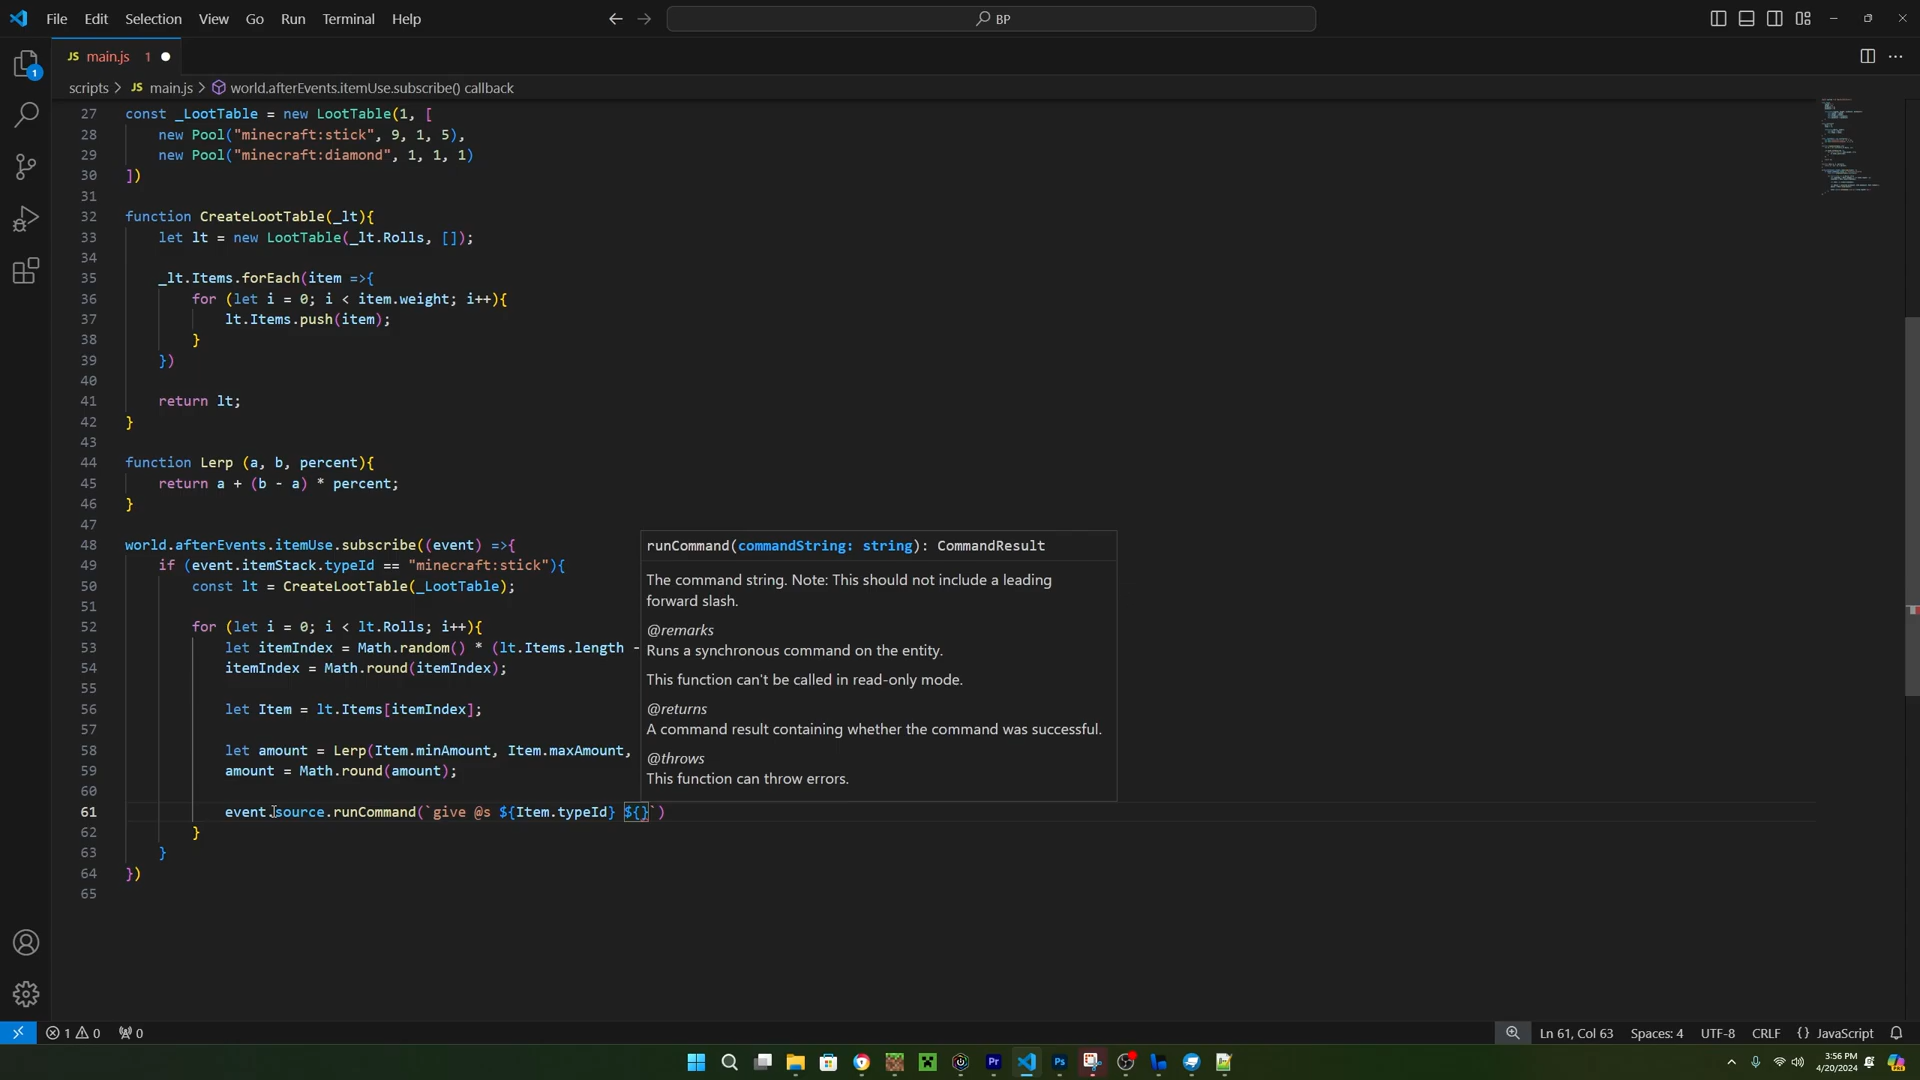 File Edit Selection View Go Run Terminal Help
BP
JS main.js 1
scripts > JS main.js > world.afterEvents.itemUse.subscribe() callback
27 const _LootTable = new LootTable(1, [
28     new Pool("minecraft:stick", 9, 1, 5),
29     new Pool("minecraft:diamond", 1, 1, 1)
30 ])
31
32 function CreateLootTable(_lt){
33     let lt = new LootTable(_lt.Rolls, []);
34
35     _lt.Items.forEach(item =>{
36         for (let i = 0; i < item.weight; i++){
37             lt.Items.push(item);
38         }
39     })
40
41     return lt;
42 }
43
44 function Lerp (a, b, percent){
45     return a + (b - a) * percent;
46 }
47
48 world.afterEvents.itemUse.subscribe((event) =>{
runCommand(commandString: string): CommandResult
49     if (event.itemStack.typeId == "minecraft:stick"){
The command string. Note: This should not include a leading
50         const lt = CreateLootTable(_LootTable);
forward slash.
51
@remarks
52         for (let i = 0; i < lt.Rolls; i++){
53             let itemIndex = Math.random() * (lt.Items.length -
Runs a synchronous command on the entity.
54             itemIndex = Math.round(itemIndex);
This function can't be called in read-only mode.
55
56             let Item = lt.Items[itemIndex];
@returns
57
A command result containing whether the command was successful.
58             let amount = Lerp(Item.minAmount, Item.maxAmount,
@throws
59             amount = Math.round(amount);
This function can throw errors.
60
61             event.source.runCommand(`give @s ${Item.typeId} ${}`)
62         }
63     }
64 })
65
1 0 0 Ln 61, Col 63 Spaces: 4 UTF-8 CRLF {} JavaScript
3:56 PM
4/20/2024